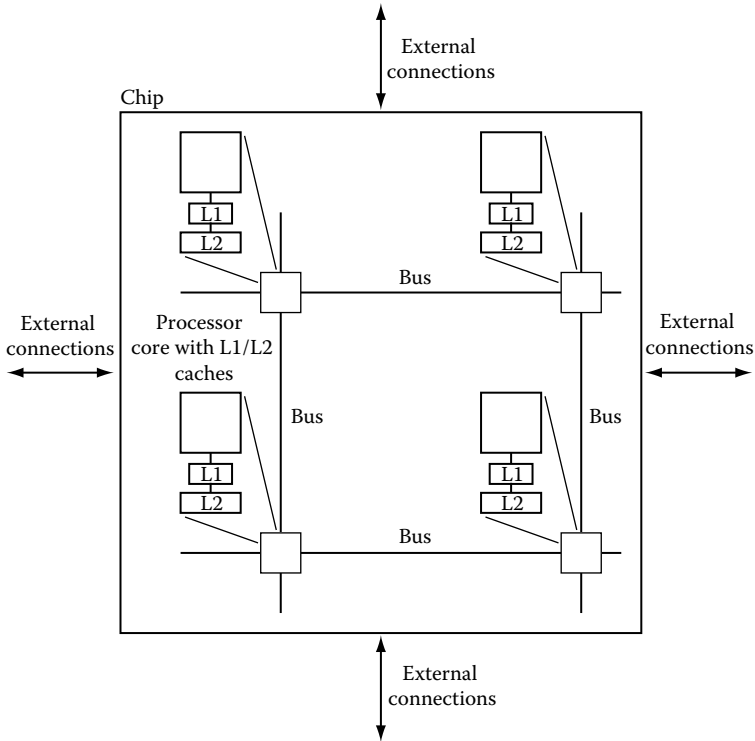 External
connections
Chip
L1
L2
L1
L2
Bus
External
connections
Processor
core with L1/L2
caches
External
connections
Bus
Bus
L1
L2
L1
L2
Bus
External
connections